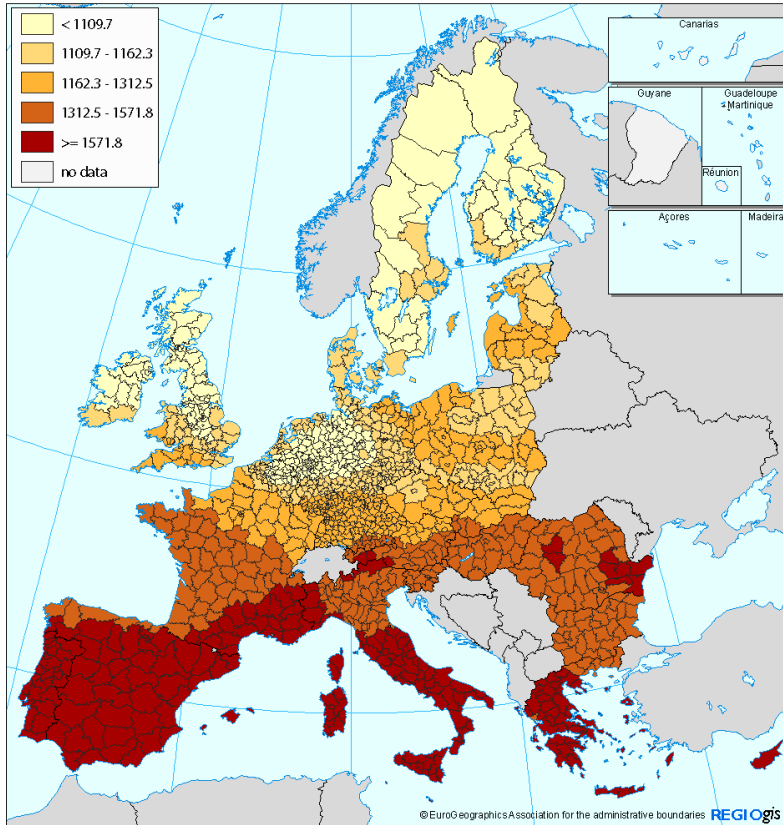 < 1109.7
1109.7 - 1162.3
1162.3 - 1312.5
1312.5 - 1571.8
>= 1571.8
no data
Canarias
Guyane
Guadeloupe
Martinique
Réunion
Açores
Madeira
© EuroGeographics Association for the administrative boundaries REGIOgis